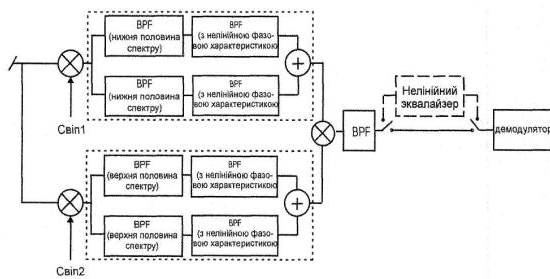 BPF
(нижня половина
спектру)
BPF
(з нелінійною фазо-
вою характеристикою)
BPF
(нижня половина
спектру)
BPF
(з нелінійною фазо-
вою характеристикою)
Свіп1
BPF
(верхня половина
спектру)
BPF
(з нелінійною фазо-
вою характеристикою)
BPF
(верхня половина
спектру)
BPF
(з нелінійною фазо-
вою характеристикою)
Свіп2
BPF
Нелінійний
эквалайзер
демодулятор